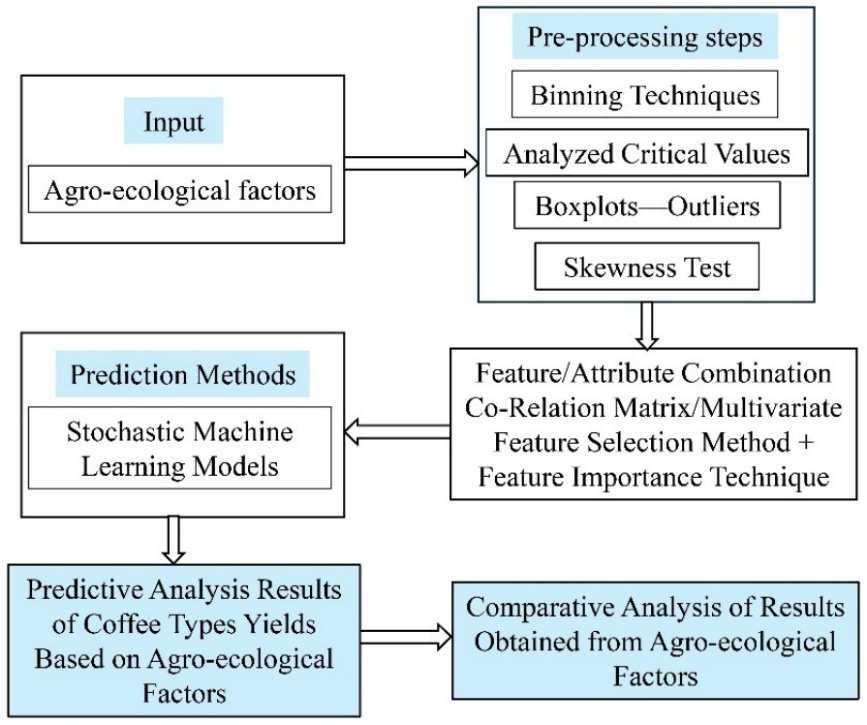 Input
Agro-ecological factors
Pre-processing steps
Binning Techniques
Analyzed Critical Values
Boxplots—Outliers
Skewness Test
Feature/Attribute Combination
Co-Relation Matrix/Multivariate
Feature Selection Method +
Feature Importance Technique
Prediction Methods
Stochastic Machine
Learning Models
Predictive Analysis Results
of Coffee Types Yields
Based on Agro-ecological
Factors
Comparative Analysis of Results
Obtained from Agro-ecological
Factors